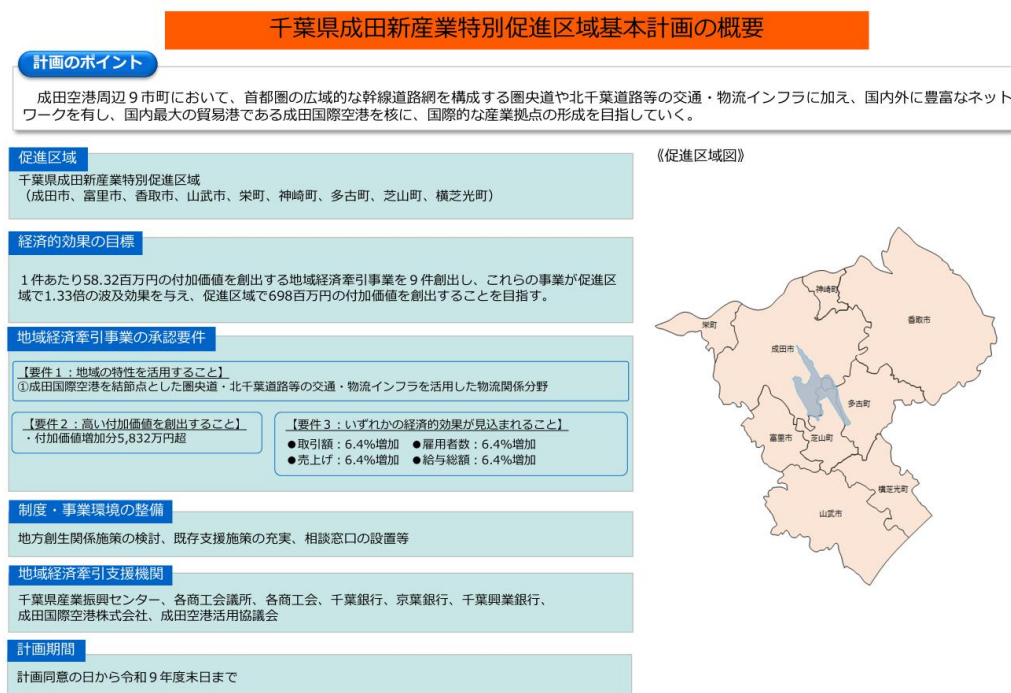 千葉県成田新産業特別促進区域基本計画の概要
計画のポイント
成田空港周辺９市町において、首都圏の広域的な幹線道路網を構成する圏央道や北千葉道路等の交通・物流インフラに加え、国内外に豊富なネット
ワークを有し、国内最大の貿易港である成田国際空港を核に、国際的な産業拠点の形成を目指していく。
促進区域
千葉県成田新産業特別促進区域
（成田市、富里市、香取市、山武市、栄町、神崎町、多古町、芝山町、横芝光町）
経済的効果の目標
１件あたり58.32百万円の付加価値を創出する地域経済牽引事業を９件創出し、これらの事業が促進区
域で1.33倍の波及効果を与え、促進区域で698百万円の付加価値を創出することを目指す。
地域経済牽引事業の承認要件
【要件１：地域の特性を活用すること】
①成田国際空港を結節点とした圏央道・北千葉道路等の交通・物流インフラを活用した物流関係分野
【要件２：高い付加価値を創出すること】
・付加価値増加分5,832万円超
【要件３：いずれかの経済的効果が見込まれること】
●取引額：6.4%増加 ●雇用者数：6.4%増加
●売上げ：6.4%増加 ●給与総額：6.4%増加
制度・事業環境の整備
地方創生関係施策の検討、既存支援施策の充実、相談窓口の設置等
地域経済牽引支援機関
千葉県産業振興センター、各商工会議所、各商工会、千葉銀行、京葉銀行、千葉興業銀行、
成田国際空港株式会社、成田空港活用協議会
計画期間
計画同意の日から令和９年度末日まで
《促進区域図》
神崎町
香取市
栄町
成田市
多古町
富里市
芝山町
横芝光町
山武市